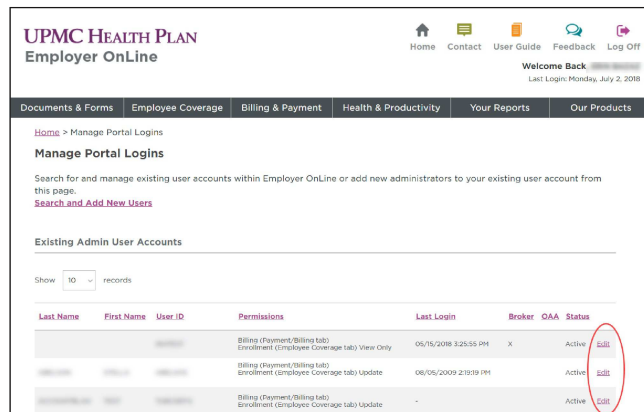 UPMC HEALTH PLAN
Employer OnLine
Home Contact User Guide Feedback Log Off
Welcome Back,
Last Login: Monday, July 2, 2018
Documents & Forms Employee Coverage Billing & Payment Health & Productivity Your Reports Our Products
Home > Manage Portal Logins
Manage Portal Logins
Search for and manage existing user accounts within Employer OnLine or add new administrators to your existing user account from
this page.
Search and Add New Users
Existing Admin User Accounts
Show 10 records
Last Name First Name User ID Permissions Last Login Broker OAA Status
Billing (Payment/Billing tab)
Enrollment (Employee Coverage tab) View Only 05/15/2018 3:25:55 PM X Active Edit
Billing (Payment/Billing tab)
Enrollment (Employee Coverage tab) Update 08/05/2009 2:19:19 PM Active Edit
Billing (Payment/Billing tab)
Enrollment (Employee Coverage tab) Update - Active Edit